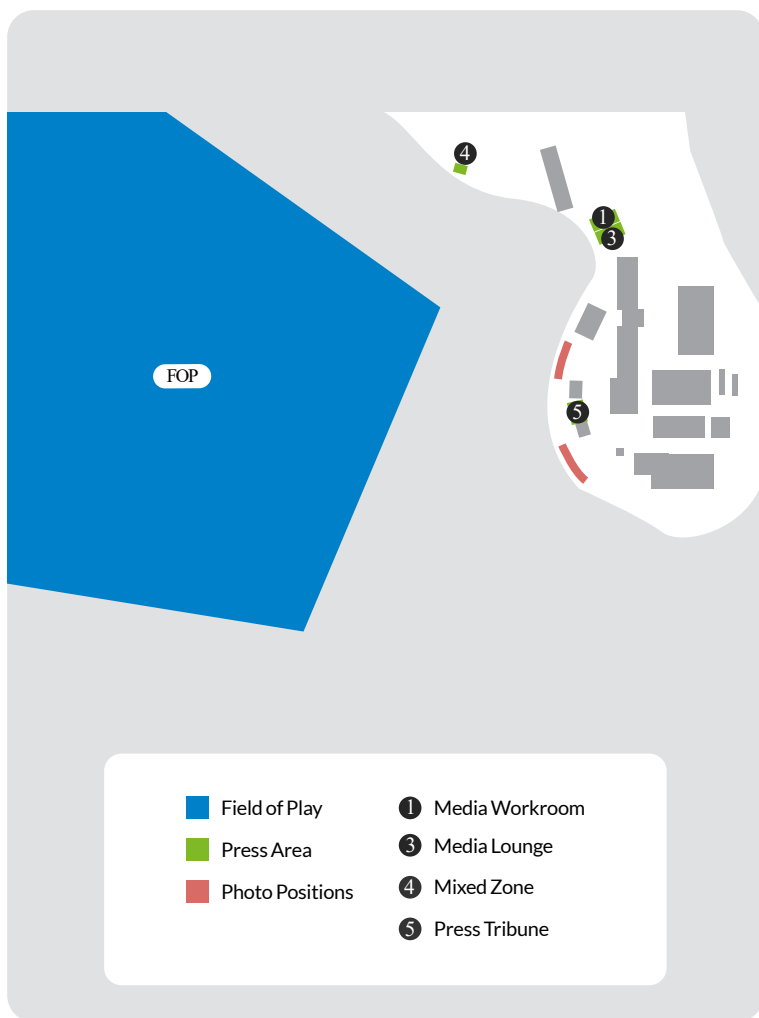 4
1
3
FOP
5
Field of Play
Press Area
Photo Positions
1 Media Workroom
3 Media Lounge
4 Mixed Zone
5 Press Tribune